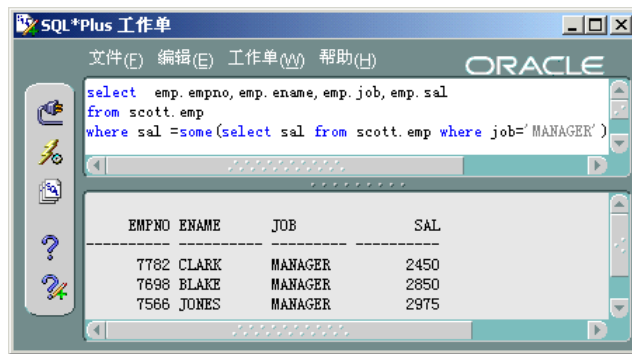 SQL*Plus 工作单
文件(F) 编辑(E) 工作单(W) 帮助(H) ORACLE
select emp.empno, emp.ename, emp.job, emp.sal
from scott.emp
where sal =some(select sal from scott.emp where job='MANAGER')
EMPNO ENAME JOB SAL
---------- ---------- --------- ----------
7782 CLARK MANAGER 2450
7698 BLAKE MANAGER 2850
7566 JONES MANAGER 2975